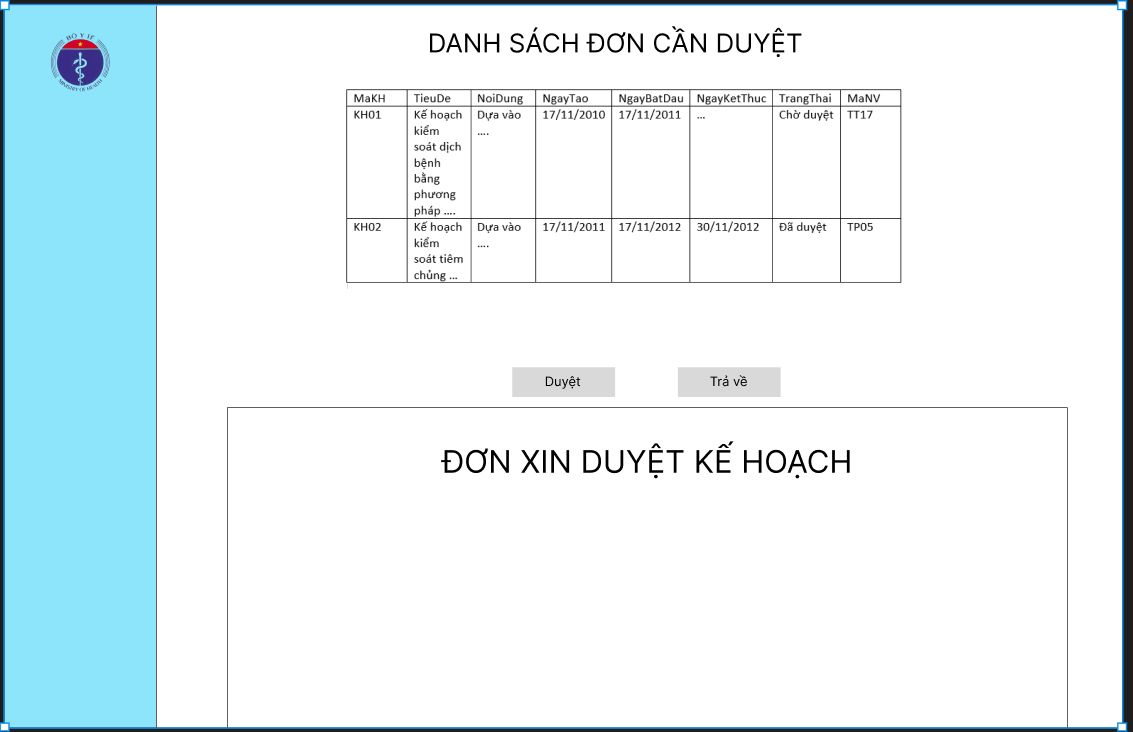 BỘ Y TẾ
MINISTRY OF HEALTH
DANH SÁCH ĐƠN CẦN DUYỆT
MaKH TieuDe NoiDung NgayTao NgayBatDau NgayKetThuc TrangThai MaNV
KH01 Kế hoạch Dựa vào 17/11/2010 17/11/2011 ... Chờ duyệt TT17
kiểm ....
soát dịch
bệnh
bằng
phương
pháp ....
KH02 Kế hoạch Dựa vào 17/11/2011 17/11/2012 30/11/2012 Đã duyệt TP05
kiểm ....
soát tiêm
chủng ...
Duyệt Trả về
ĐƠN XIN DUYỆT KẾ HOẠCH